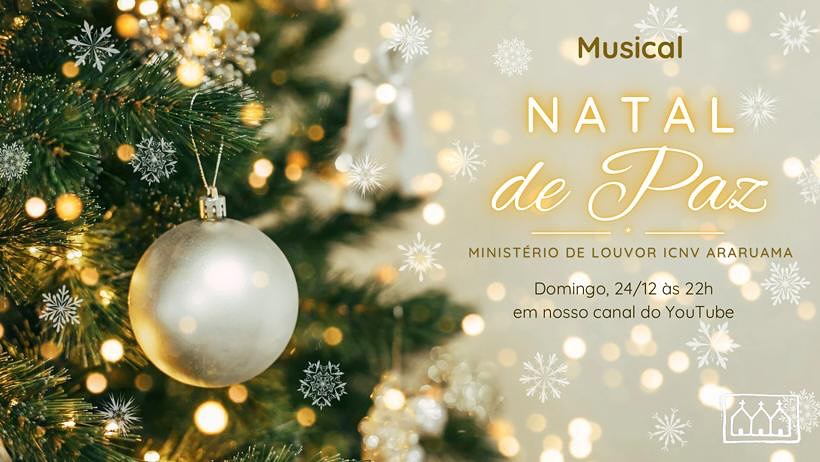 Musical
NATAL
de Paz
MINISTÉRIO DE LOUVOR ICNV ARARUAMA
Domingo, 24/12 às 22h
em nosso canal do YouTube